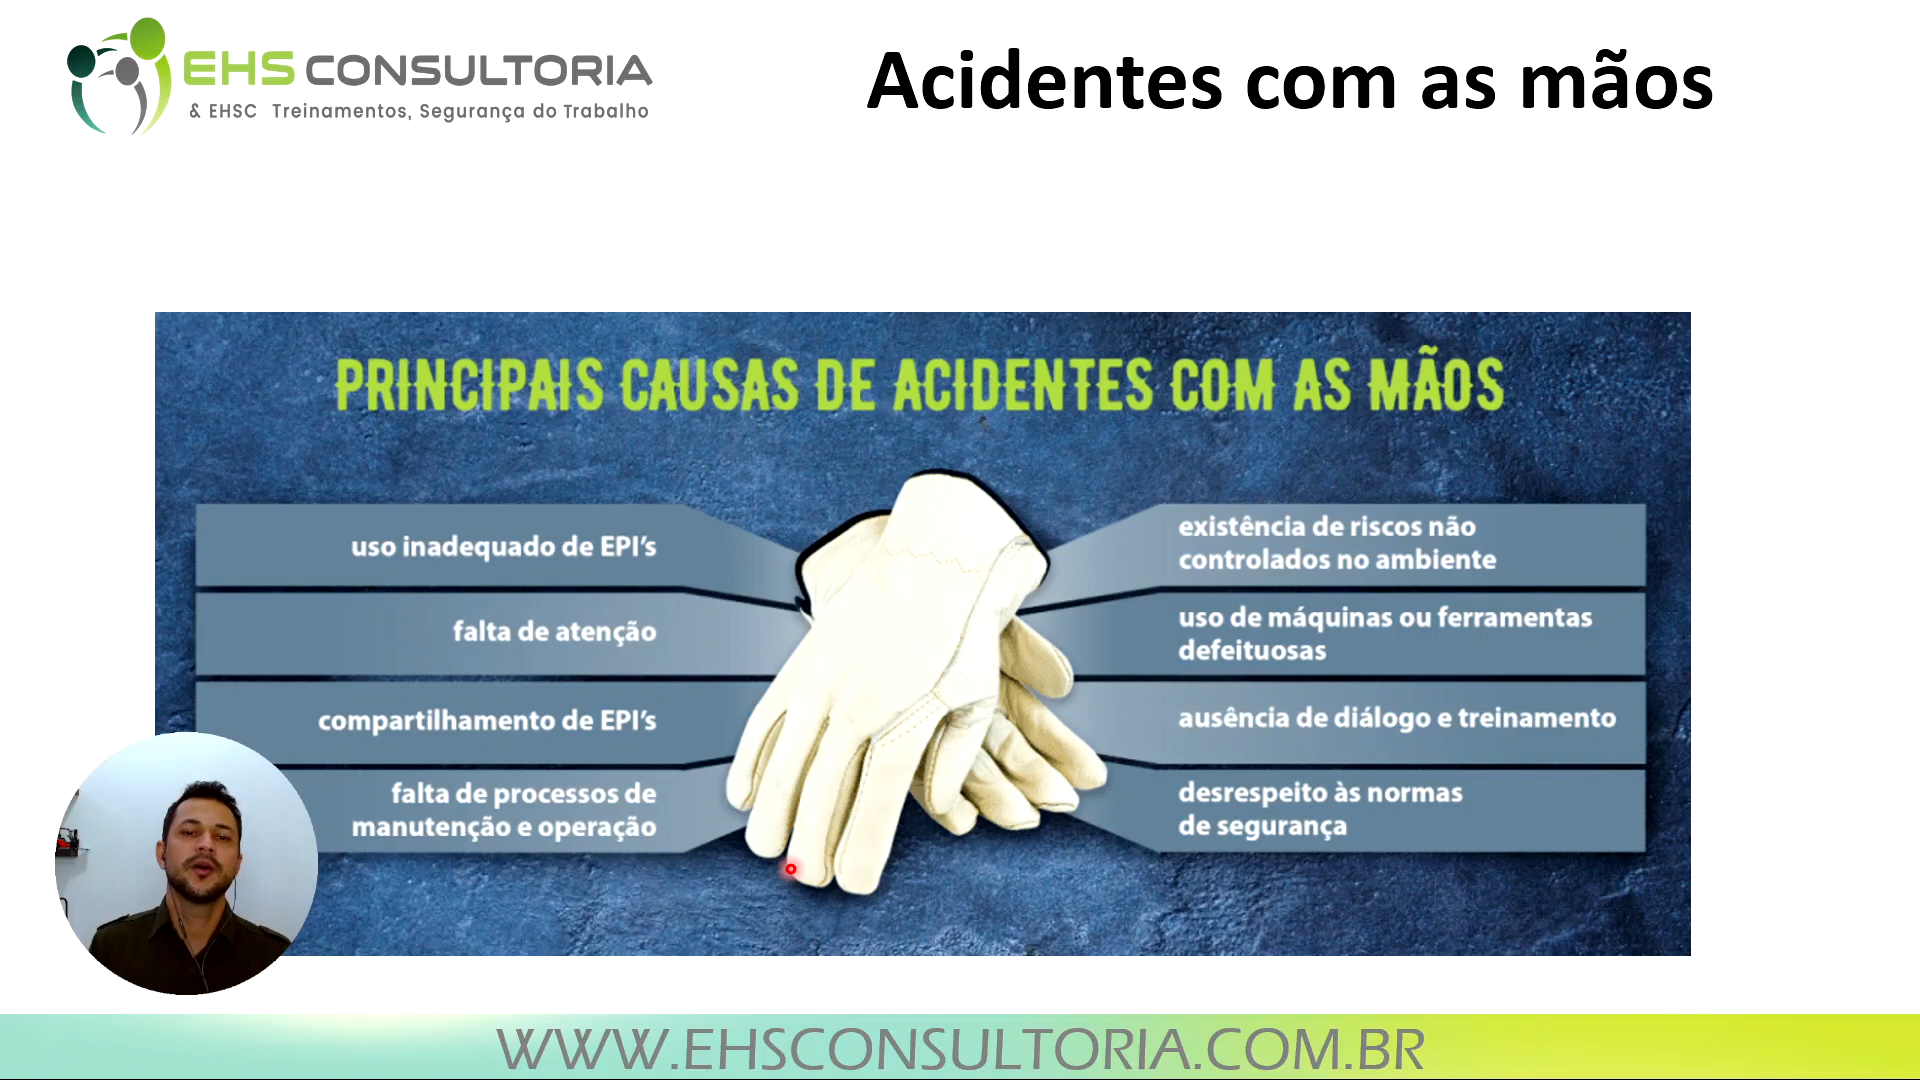 EHS CONSULTORIA
& EHSC Treinamentos, Segurança do Trabalho
Acidentes com as mãos
PRINCIPAIS CAUSAS DE ACIDENTES COM AS MÃOS
uso inadequado de EPI’s
falta de atenção
compartilhamento de EPI’s
falta de processos de
manutenção e operação
existência de riscos não
controlados no ambiente
uso de máquinas ou ferramentas
defeituosas
ausência de diálogo e treinamento
desrespeito às normas
de segurança
WWW.EHSCONSULTORIA.COM.BR